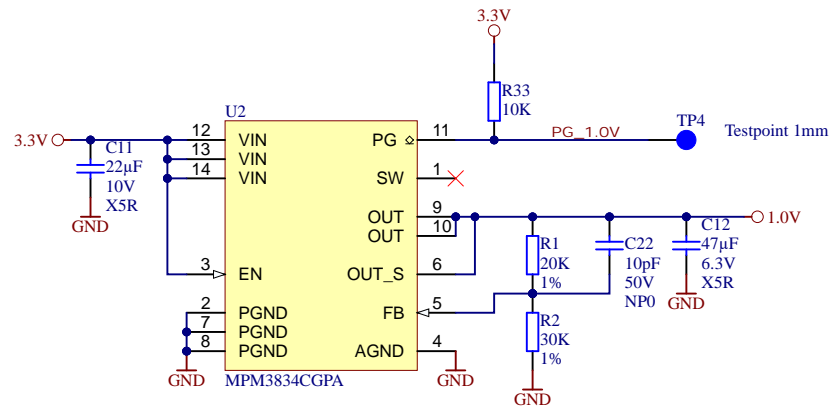 3.3V
R33
10K
U2
11
PG
PG_1.0V
TP4
Testpoint 1mm
3.3V
C11
22µF
10V
X5R
GND
12
VIN
13
VIN
14
VIN
1
SW
9
OUT
10
OUT
1.0V
R1
20K
1%
C22
10pF
50V
NP0
C12
47µF
6.3V
X5R
GND
3
EN
6
OUT_S
2
PGND
7
PGND
8
PGND
5
FB
R2
30K
1%
4
AGND
GND
MPM3834CGPA
GND
GND